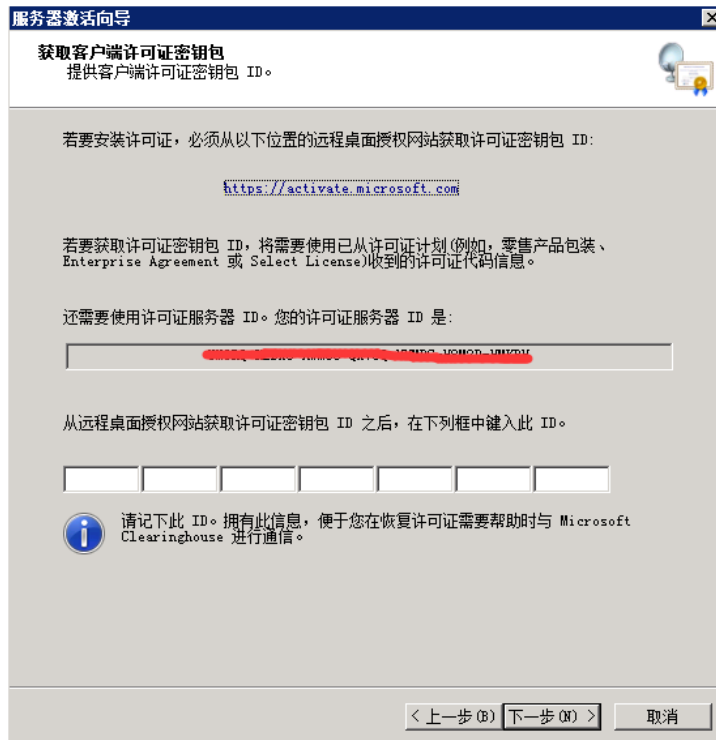 服务器激活向导
获取客户端许可证密钥包
提供客户端许可证密钥包 ID。
若要安装许可证，必须从以下位置的远程桌面授权网站获取许可证密钥包 ID:
https://activate.microsoft.com
若要获取许可证密钥包 ID，将需要使用已从许可证计划(例如，零售产品包装、
Enterprise Agreement 或 Select License)收到的许可证代码信息。
还需要使用许可证服务器 ID。您的许可证服务器 ID 是:
从远程桌面授权网站获取许可证密钥包 ID 之后，在下列框中键入此 ID。
请记下此 ID。拥有此信息，便于您在恢复许可证需要帮助时与 Microsoft
Clearinghouse 进行通信。
< 上一步(B) 下一步(N) > 取消